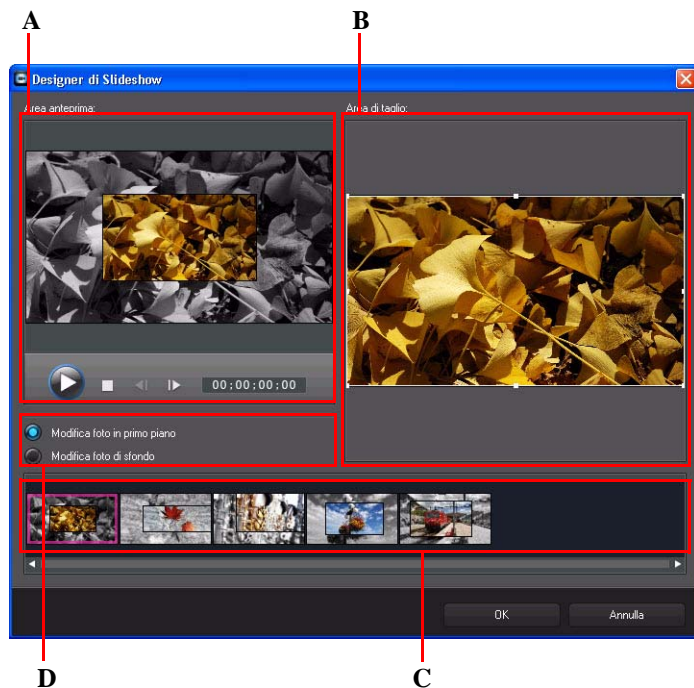 A B
Designer di Slideshow
Area anteprima: Area di taglio:
00;00;00;00
Modifica foto in primo piano
Modifica foto di sfondo
OK Annulla
D C